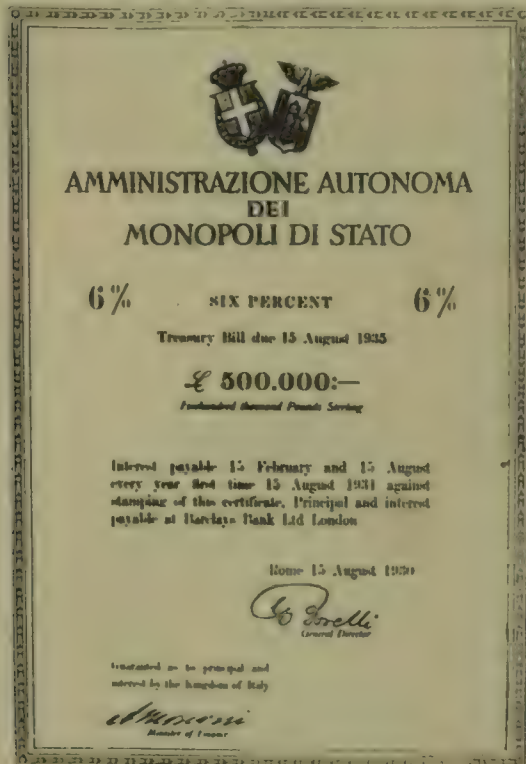 AMMINISTRAZIONE AUTONOMA
DEI
MONOPOLI DI STATO
6% SIX PERCENT 6%
Treasury Bill due 15 August 1935
£ 500.000:—
Fivehundred thousand Pounds Sterling
Interest payable 15 February and 15 August
every year first time 15 August 1931 against
stamping of this certificate. Principal and interest
payable at Barclays Bank Ltd London
Rome 15 August 1930
General Director
Guaranteed as to principal and
interest by the Kingdom of Italy
Minister of Finance